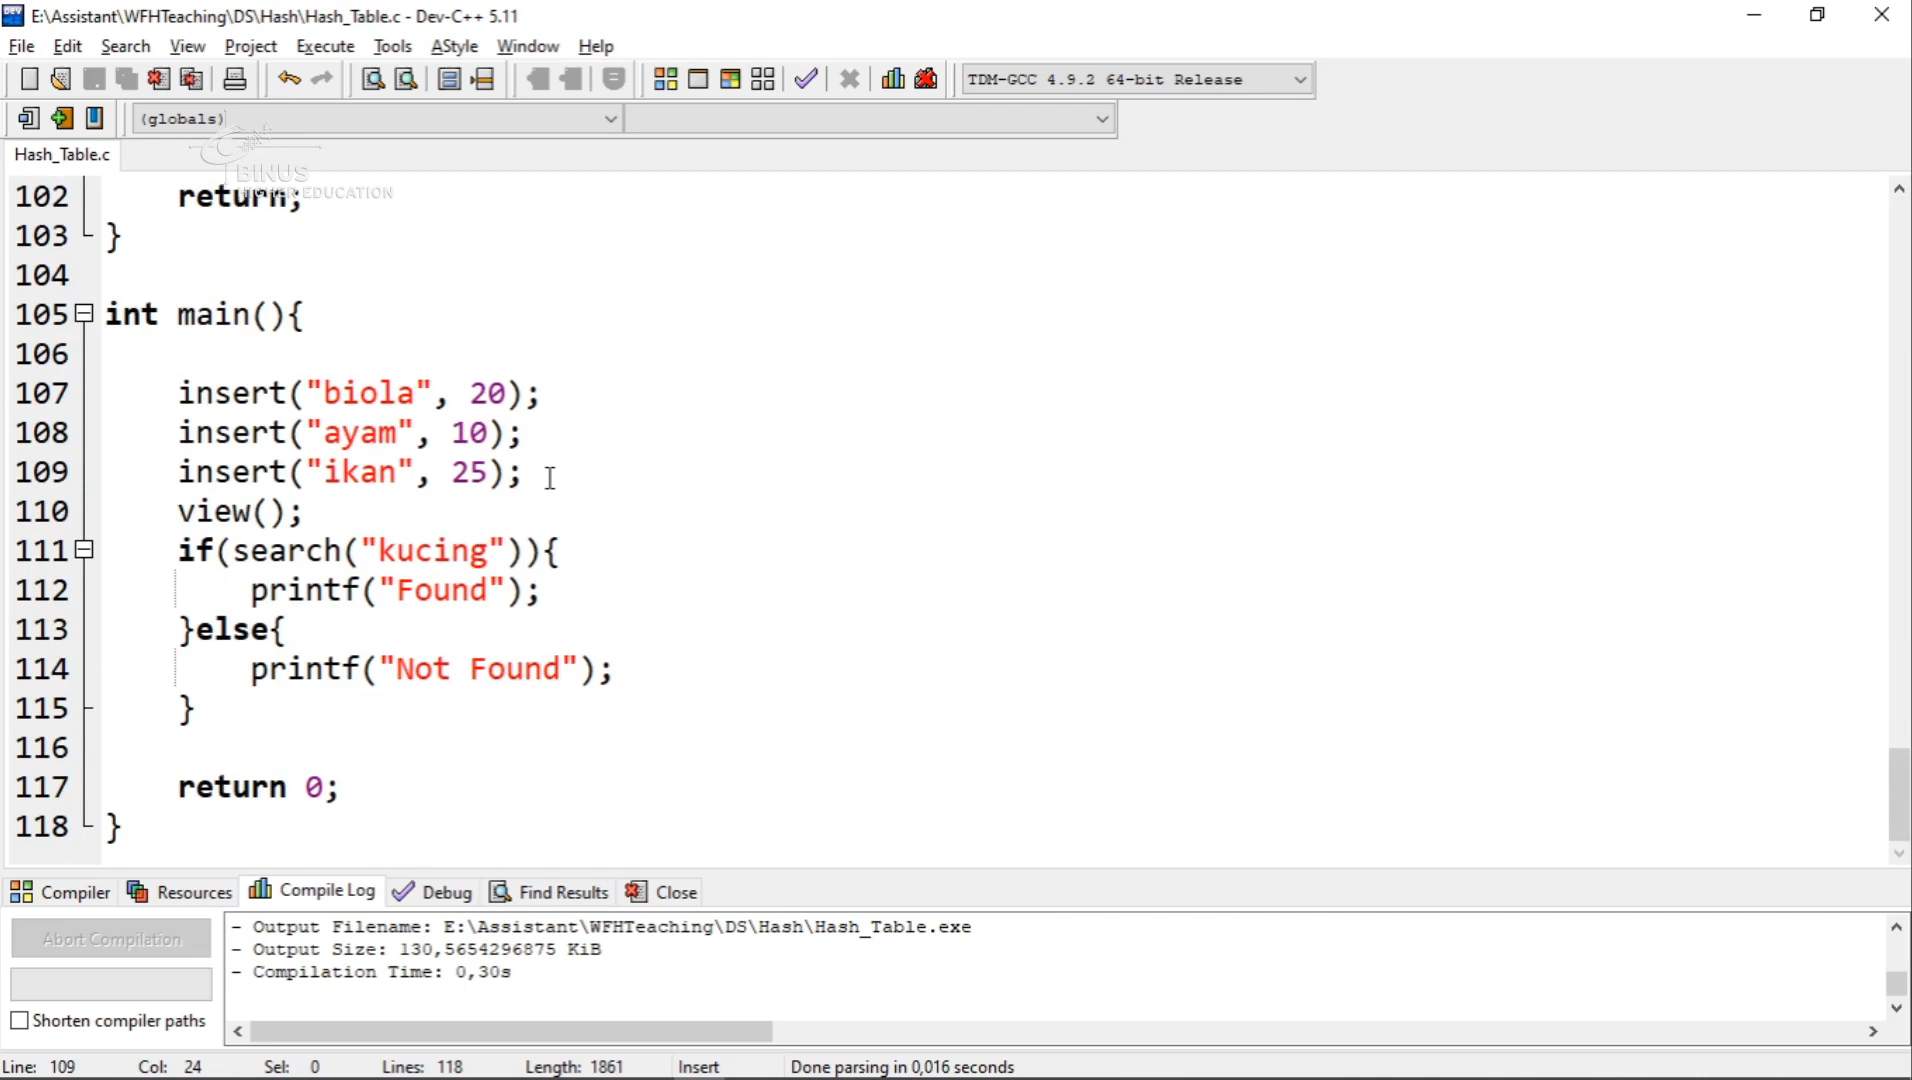 E:\Assistant\WFHTeaching\DS\Hash\Hash_Table.c - Dev-C++ 5.11
File Edit Search View Project Execute Tools AStyle Window Help
TDM-GCC 4.9.2 64-bit Release
(globals)
Hash_Table.c
BINUS
HIGHER EDUCATION
102 return;
103 }
104
105 int main(){
106
107 insert("biola", 20);
108 insert("ayam", 10);
109 insert("ikan", 25);
110 view();
111 if(search("kucing")){
112 printf("Found");
113 }else{
114 printf("Not Found");
115 }
116
117 return 0;
118 }
Compiler Resources Compile Log Debug Find Results Close
Abort Compilation
Shorten compiler paths
- Output Filename: E:\Assistant\WFHTeaching\DS\Hash\Hash_Table.exe
- Output Size: 130,5654296875 KiB
- Compilation Time: 0,30s
Line: 109 Col: 24 Sel: 0 Lines: 118 Length: 1861 Insert Done parsing in 0,016 seconds